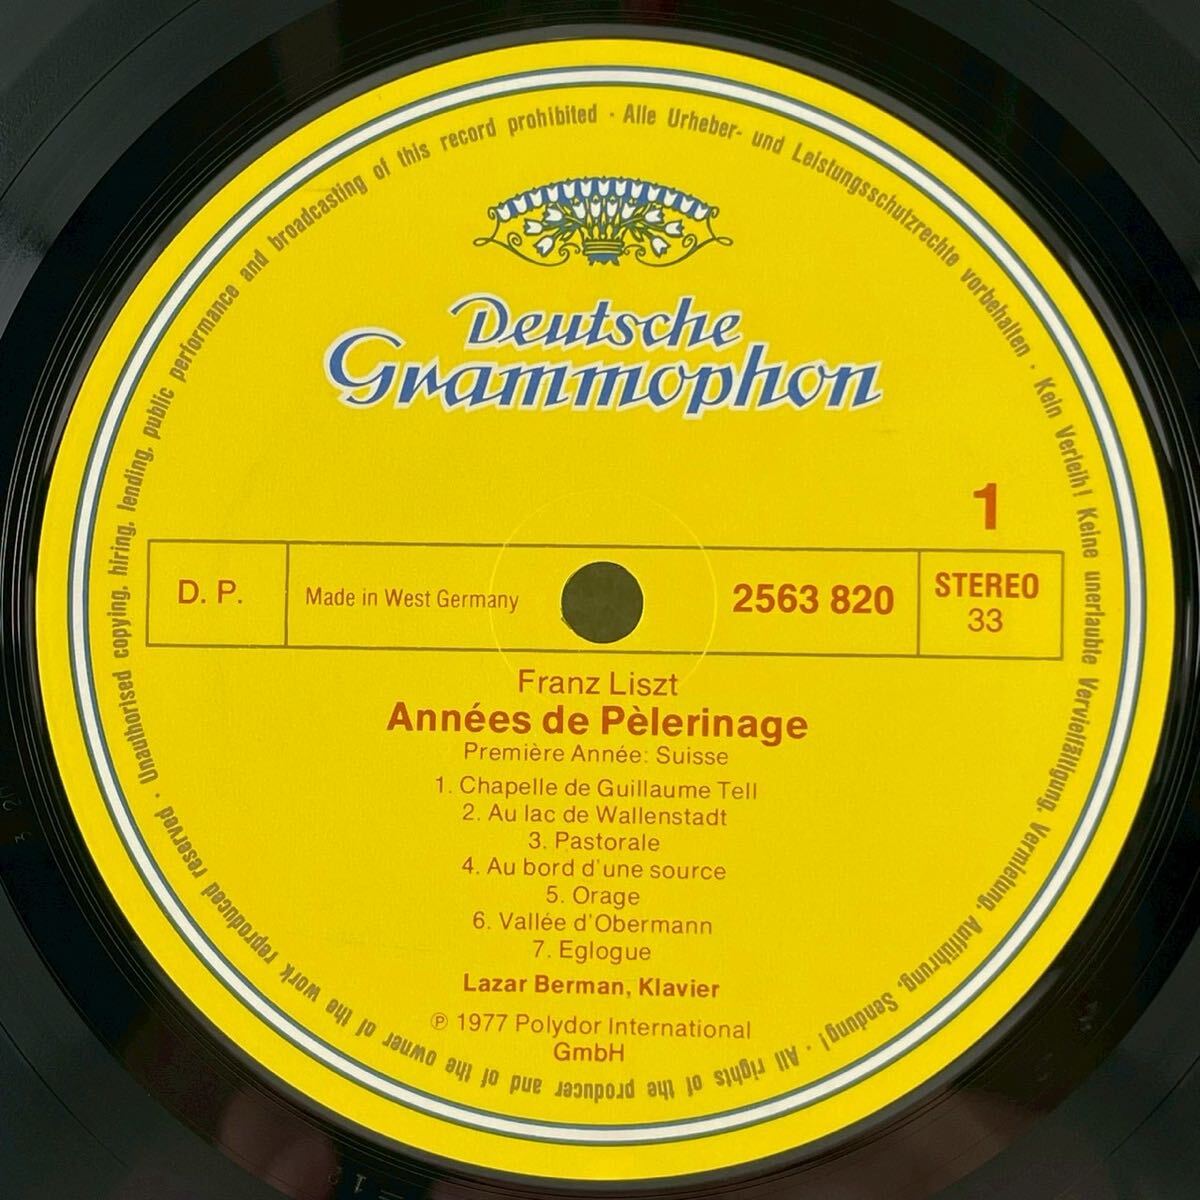 Unauthorised copying, hiring, lending, public performance and broadcasting of this record prohibited · Alle Urheber- und Leistungsschutzrechte vorbehalten · Kein Verleih! Keine unerlaubte Vervielfältigung, Vermietung, Aufführung, Sendung! · All rights of the producer and of the owner of the work reproduced reserved ·
Deutsche
Grammophon
1
D. P.
Made in West Germany
2563 820
STEREO
33
Franz Liszt
Années de Pèlerinage
Première Année: Suisse
1. Chapelle de Guillaume Tell
2. Au lac de Wallenstadt
3. Pastorale
4. Au bord d'une source
5. Orage
6. Vallée d'Obermann
7. Eglogue
Lazar Berman, Klavier
℗ 1977 Polydor International
GmbH